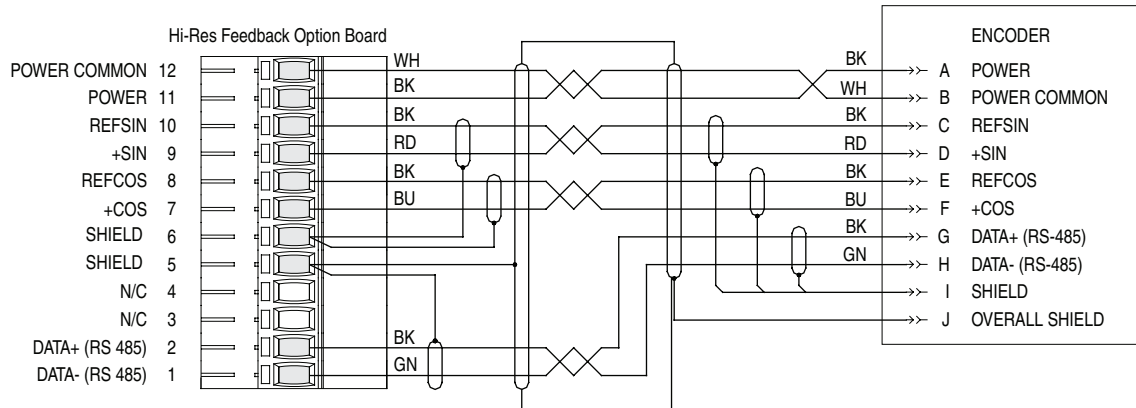 Hi-Res Feedback Option Board
POWER COMMON 12
POWER 11
REFSIN 10
+SIN 9
REFCOS 8
+COS 7
SHIELD 6
SHIELD 5
N/C 4
N/C 3
DATA+ (RS 485) 2
DATA- (RS 485) 1
WH
BK
BK
RD
BK
BU
BK
GN
ENCODER
BK A POWER
WH B POWER COMMON
BK C REFSIN
RD D +SIN
BK E REFCOS
BU F +COS
BK G DATA+ (RS-485)
GN H DATA- (RS-485)
I SHIELD
J OVERALL SHIELD